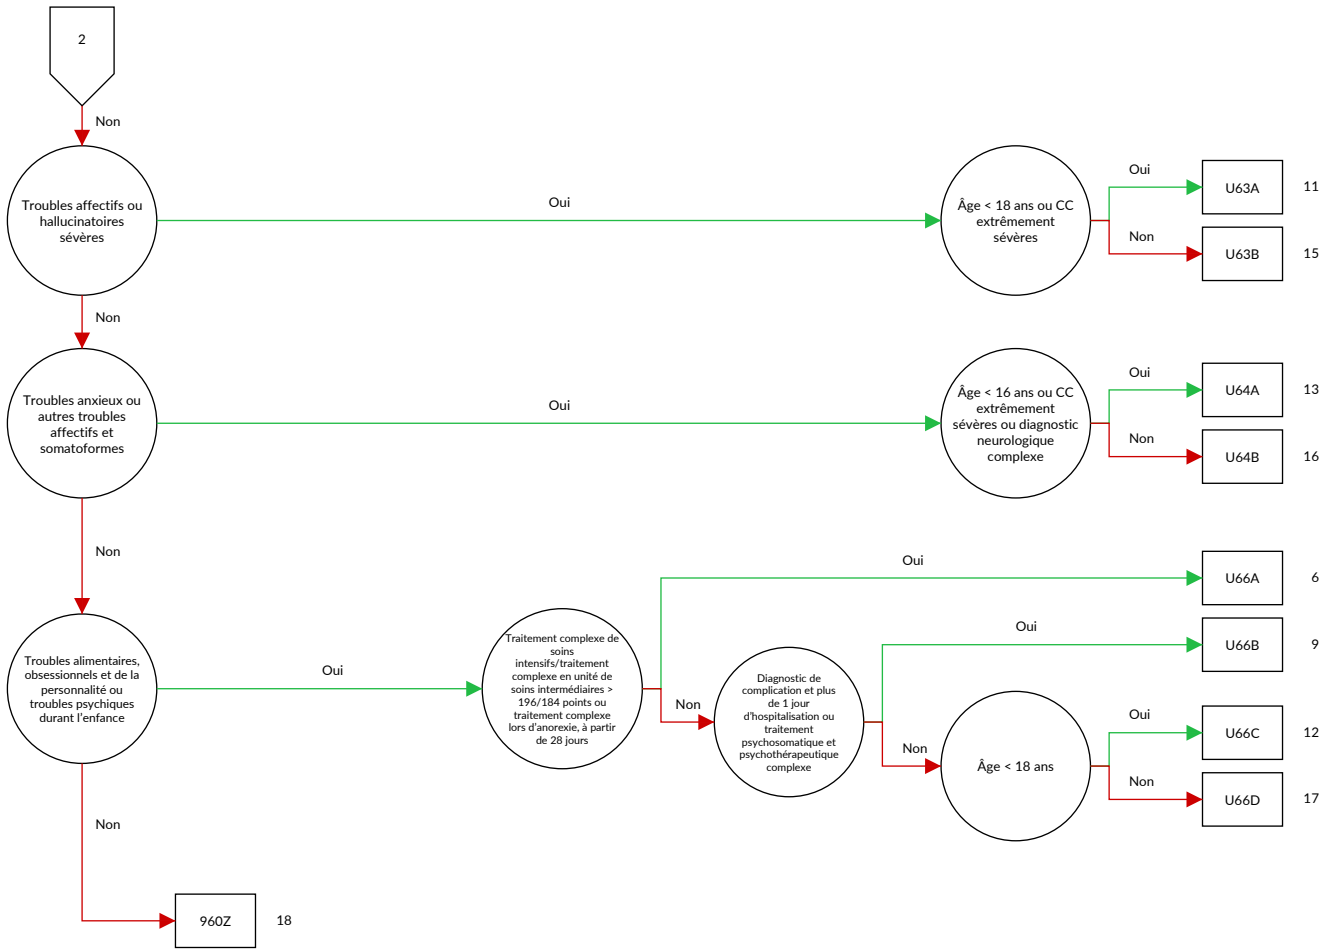 2
Non
Troubles affectifs ou
hallucinatoires
sévères
Oui
Âge < 18 ans ou CC
extrêmement
sévères
Oui
U63A
11
Non
U63B
15
Non
Troubles anxieux ou
autres troubles
affectifs et
somatoformes
Oui
Âge < 16 ans ou CC
extrêmement
sévères ou diagnostic
neurologique
complexe
Oui
U64A
13
Non
U64B
16
Non
Troubles alimentaires,
obsessionnels et de la
personnalité ou
troubles psychiques
durant l'enfance
Oui
Traitement complexe de
soins
intensifs/traitement
complexe en unité de
soins intermédiaires >
196/184 points ou
traitement complexe
lors d'anorexie, à partir
de 28 jours
Oui
U66A
6
Non
Diagnostic de
complication et plus
de 1 jour
d'hospitalisation ou
traitement
psychosomatique et
psychothérapeutique
complexe
Oui
U66B
9
Non
Âge < 18 ans
Oui
U66C
12
Non
U66D
17
Non
960Z
18